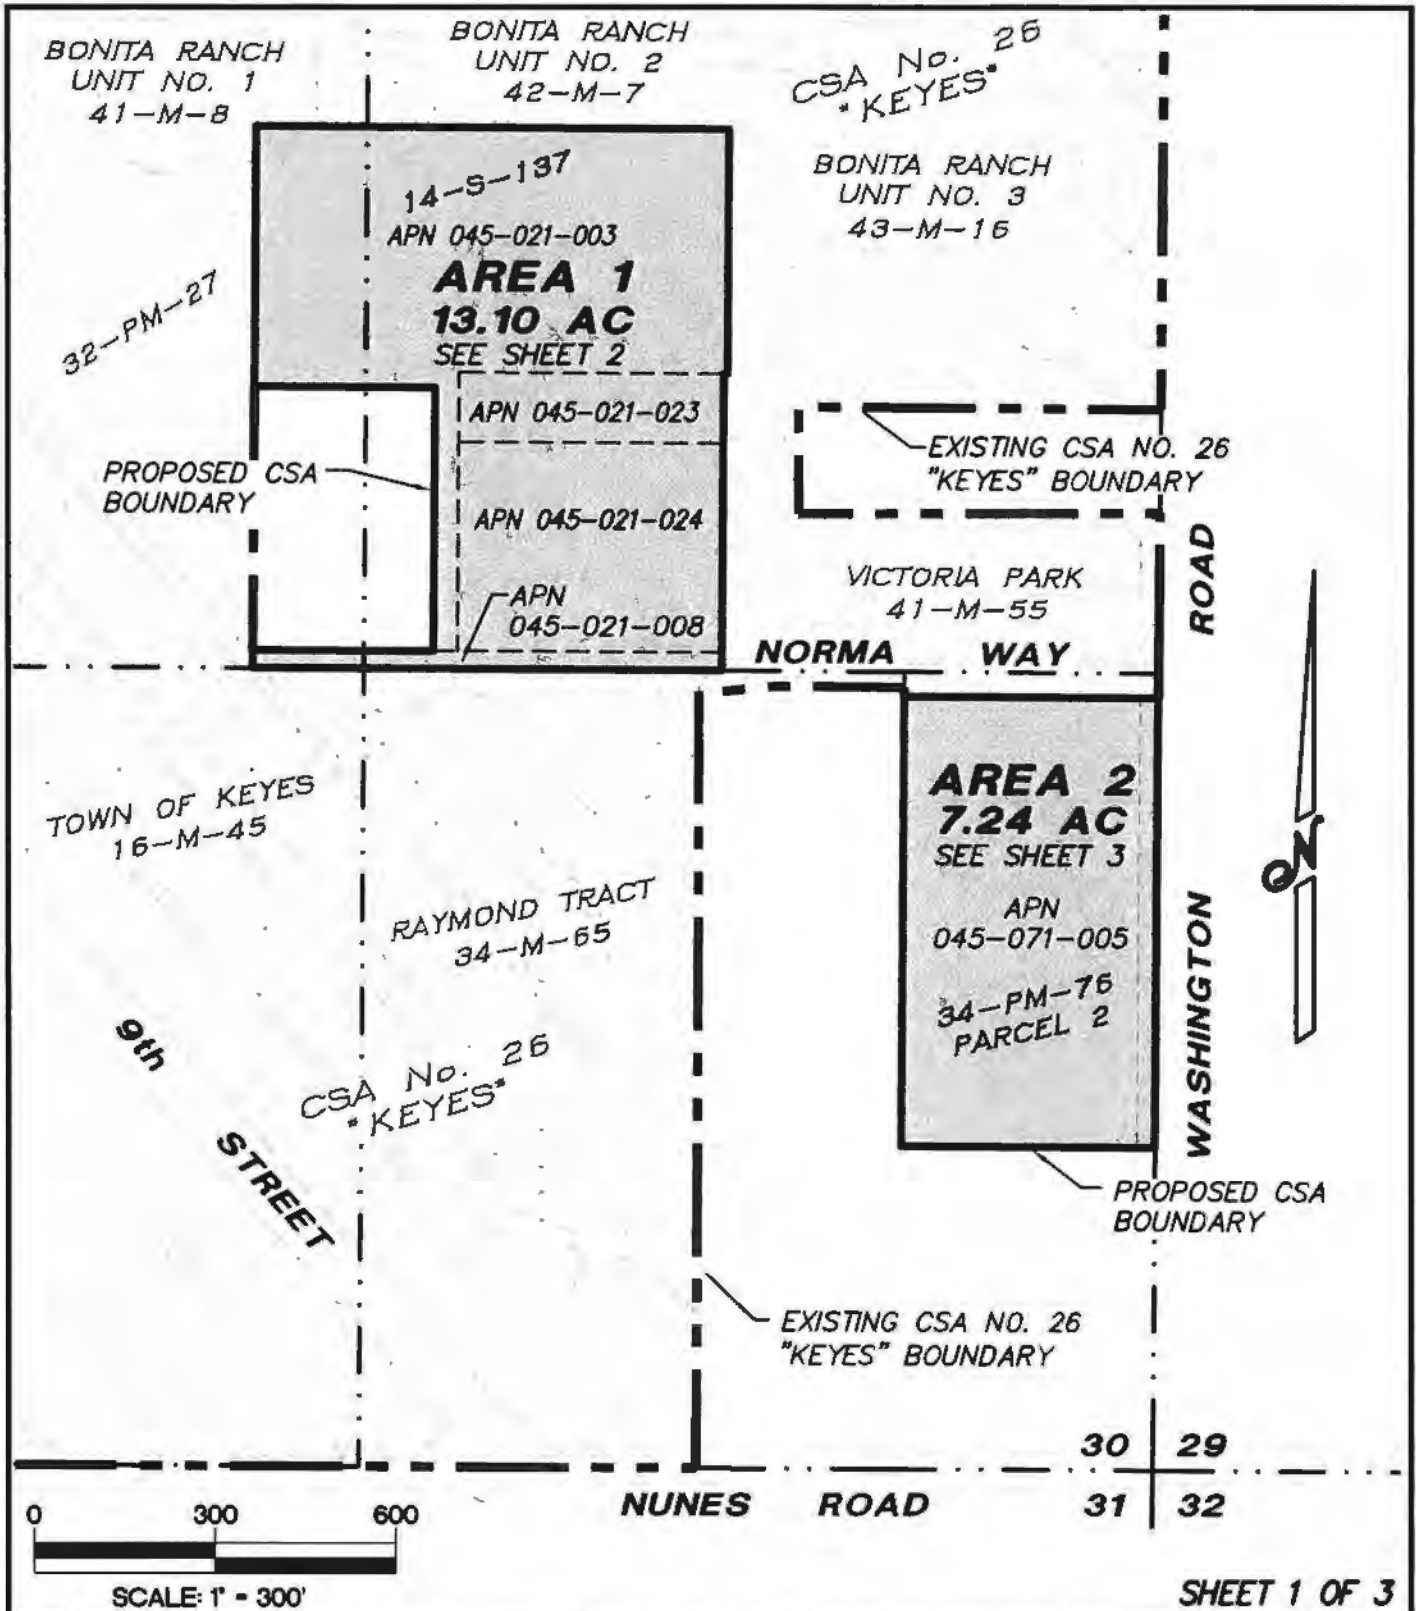 BONITA RANCH
UNIT NO. 1
41-M-8
BONITA RANCH
UNIT NO. 2
42-M-7
CSA No. 26
"KEYES"
BONITA RANCH
UNIT NO. 3
43-M-16
14-S-137
APN 045-021-003
AREA 1
13.10 AC
SEE SHEET 2
32-PM-27
APN 045-021-023
PROPOSED CSA
BOUNDARY
APN 045-021-024
APN
045-021-008
EXISTING CSA NO. 26
"KEYES" BOUNDARY
VICTORIA PARK
41-M-55
NORMA WAY
WASHINGTON ROAD
AREA 2
7.24 AC
SEE SHEET 3
APN
045-071-005
34-PM-76
PARCEL 2
N
TOWN OF KEYES
16-M-45
RAYMOND TRACT
34-M-65
CSA No. 26
"KEYES"
9th STREET
PROPOSED CSA
BOUNDARY
EXISTING CSA NO. 26
"KEYES" BOUNDARY
30 29
31 32
NUNES ROAD
0 300 600
SCALE: 1" = 300'
SHEET 1 OF 3